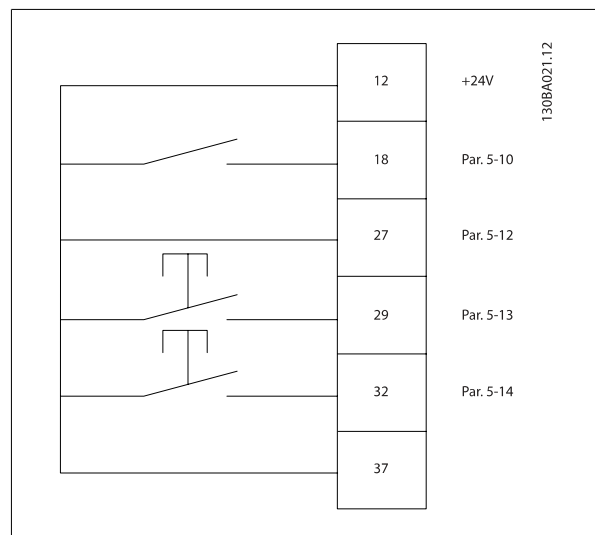 12 +24V
130BA021.12
18 Par. 5-10
27 Par. 5-12
29 Par. 5-13
32 Par. 5-14
37